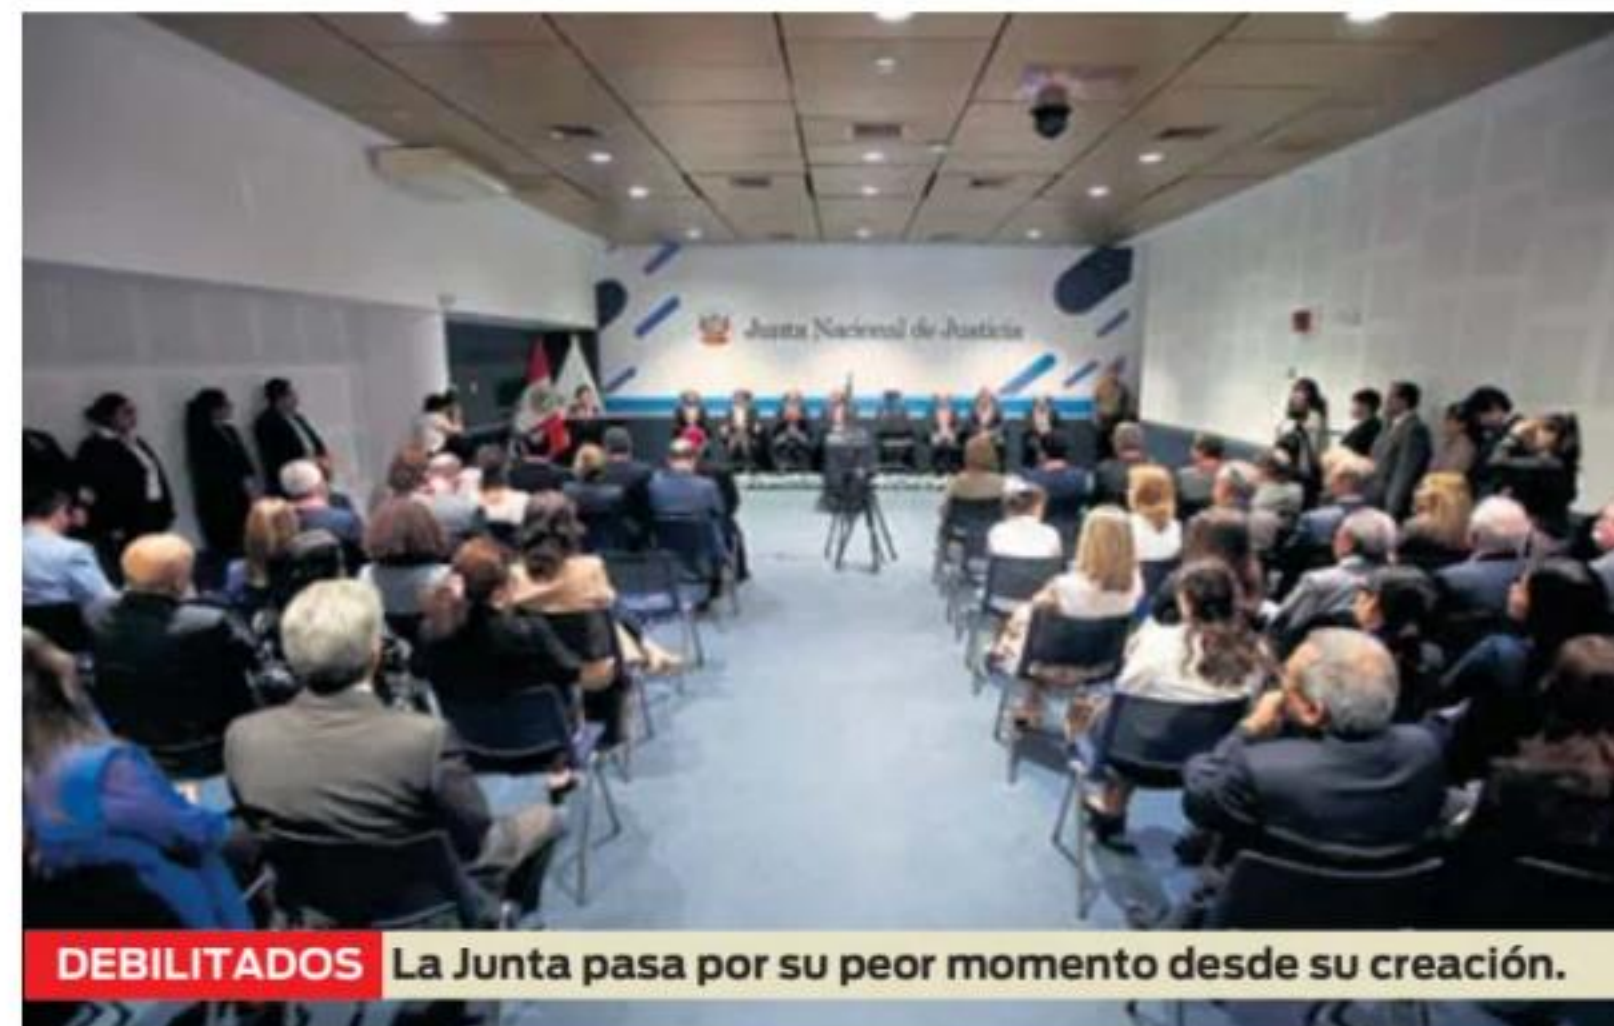 Junta Nacional de Justicia
DEBILITADOS La Junta pasa por su peor momento desde su creación.